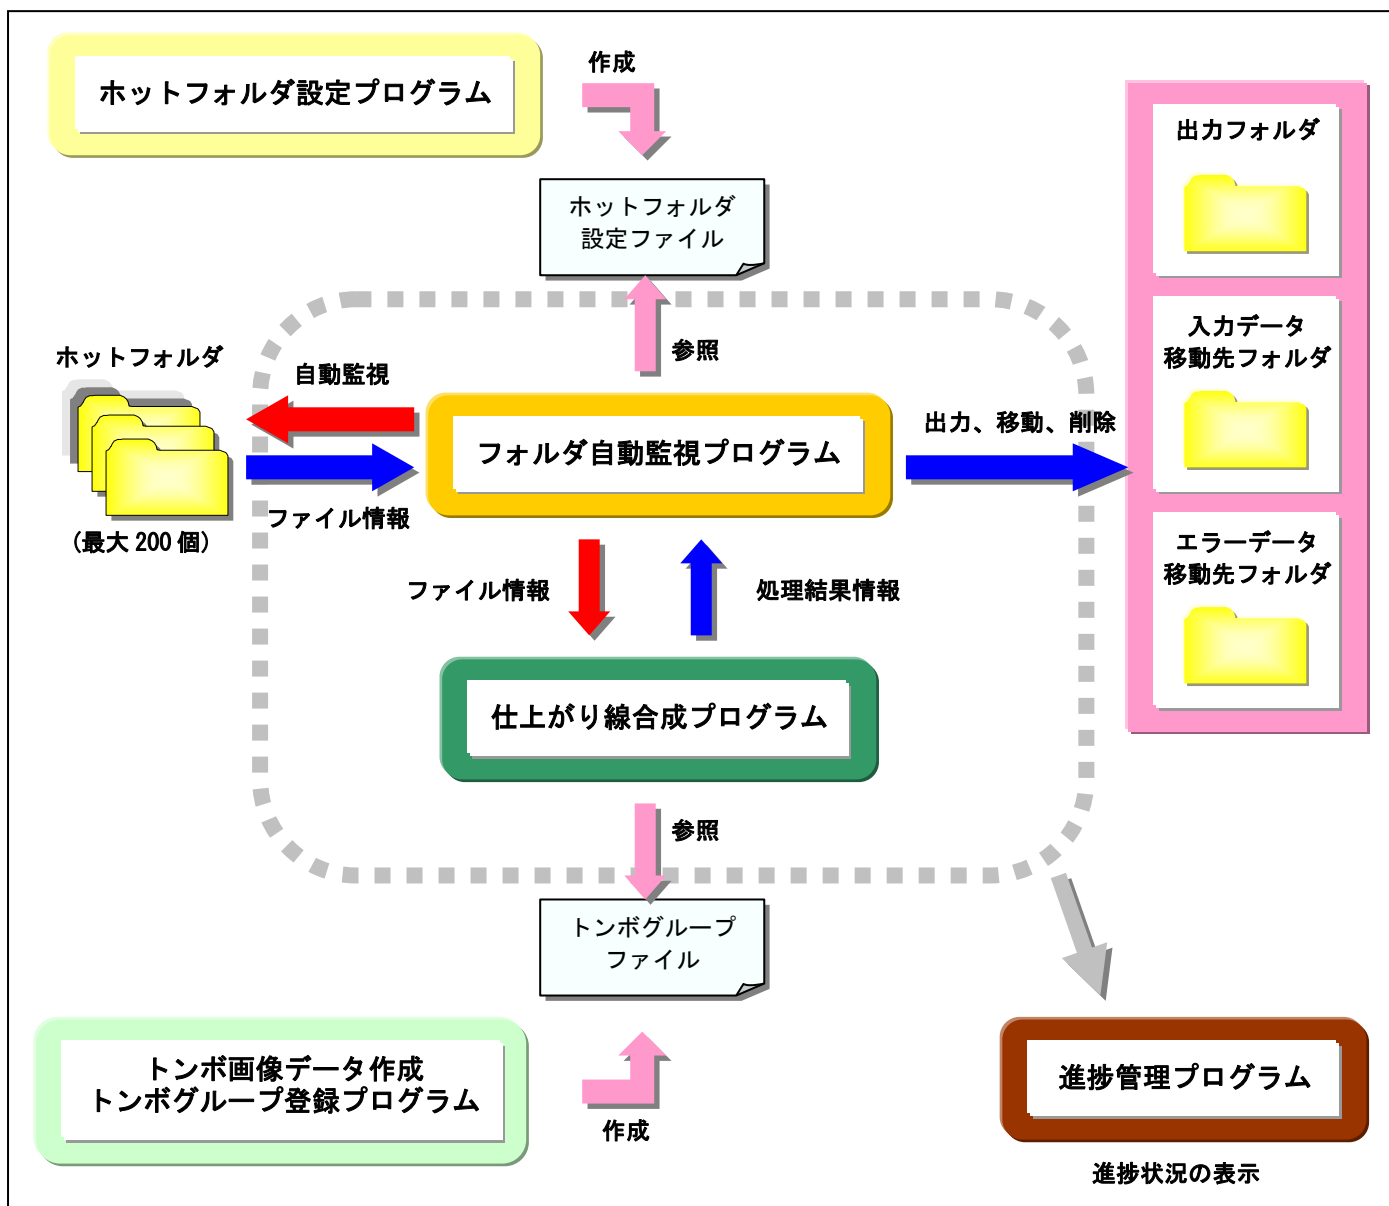 ホットフォルダ設定プログラム
作成
出力フォルダ
ホットフォルダ
設定ファイル
参照
入力データ
移動先フォルダ
ホットフォルダ
自動監視
フォルダ自動監視プログラム
出力、移動、削除
ファイル情報
(最大 200 個)
エラーデータ
移動先フォルダ
ファイル情報
処理結果情報
仕上がり線合成プログラム
参照
トンボグループ
ファイル
トンボ画像データ作成
トンボグループ登録プログラム
作成
進捗管理プログラム
進捗状況の表示